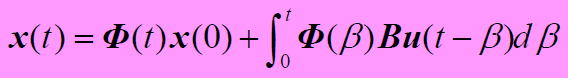 x(t) = Φ(t)x(0) + ∫₀ᵗ Φ(β)Bu(t − β)dβ